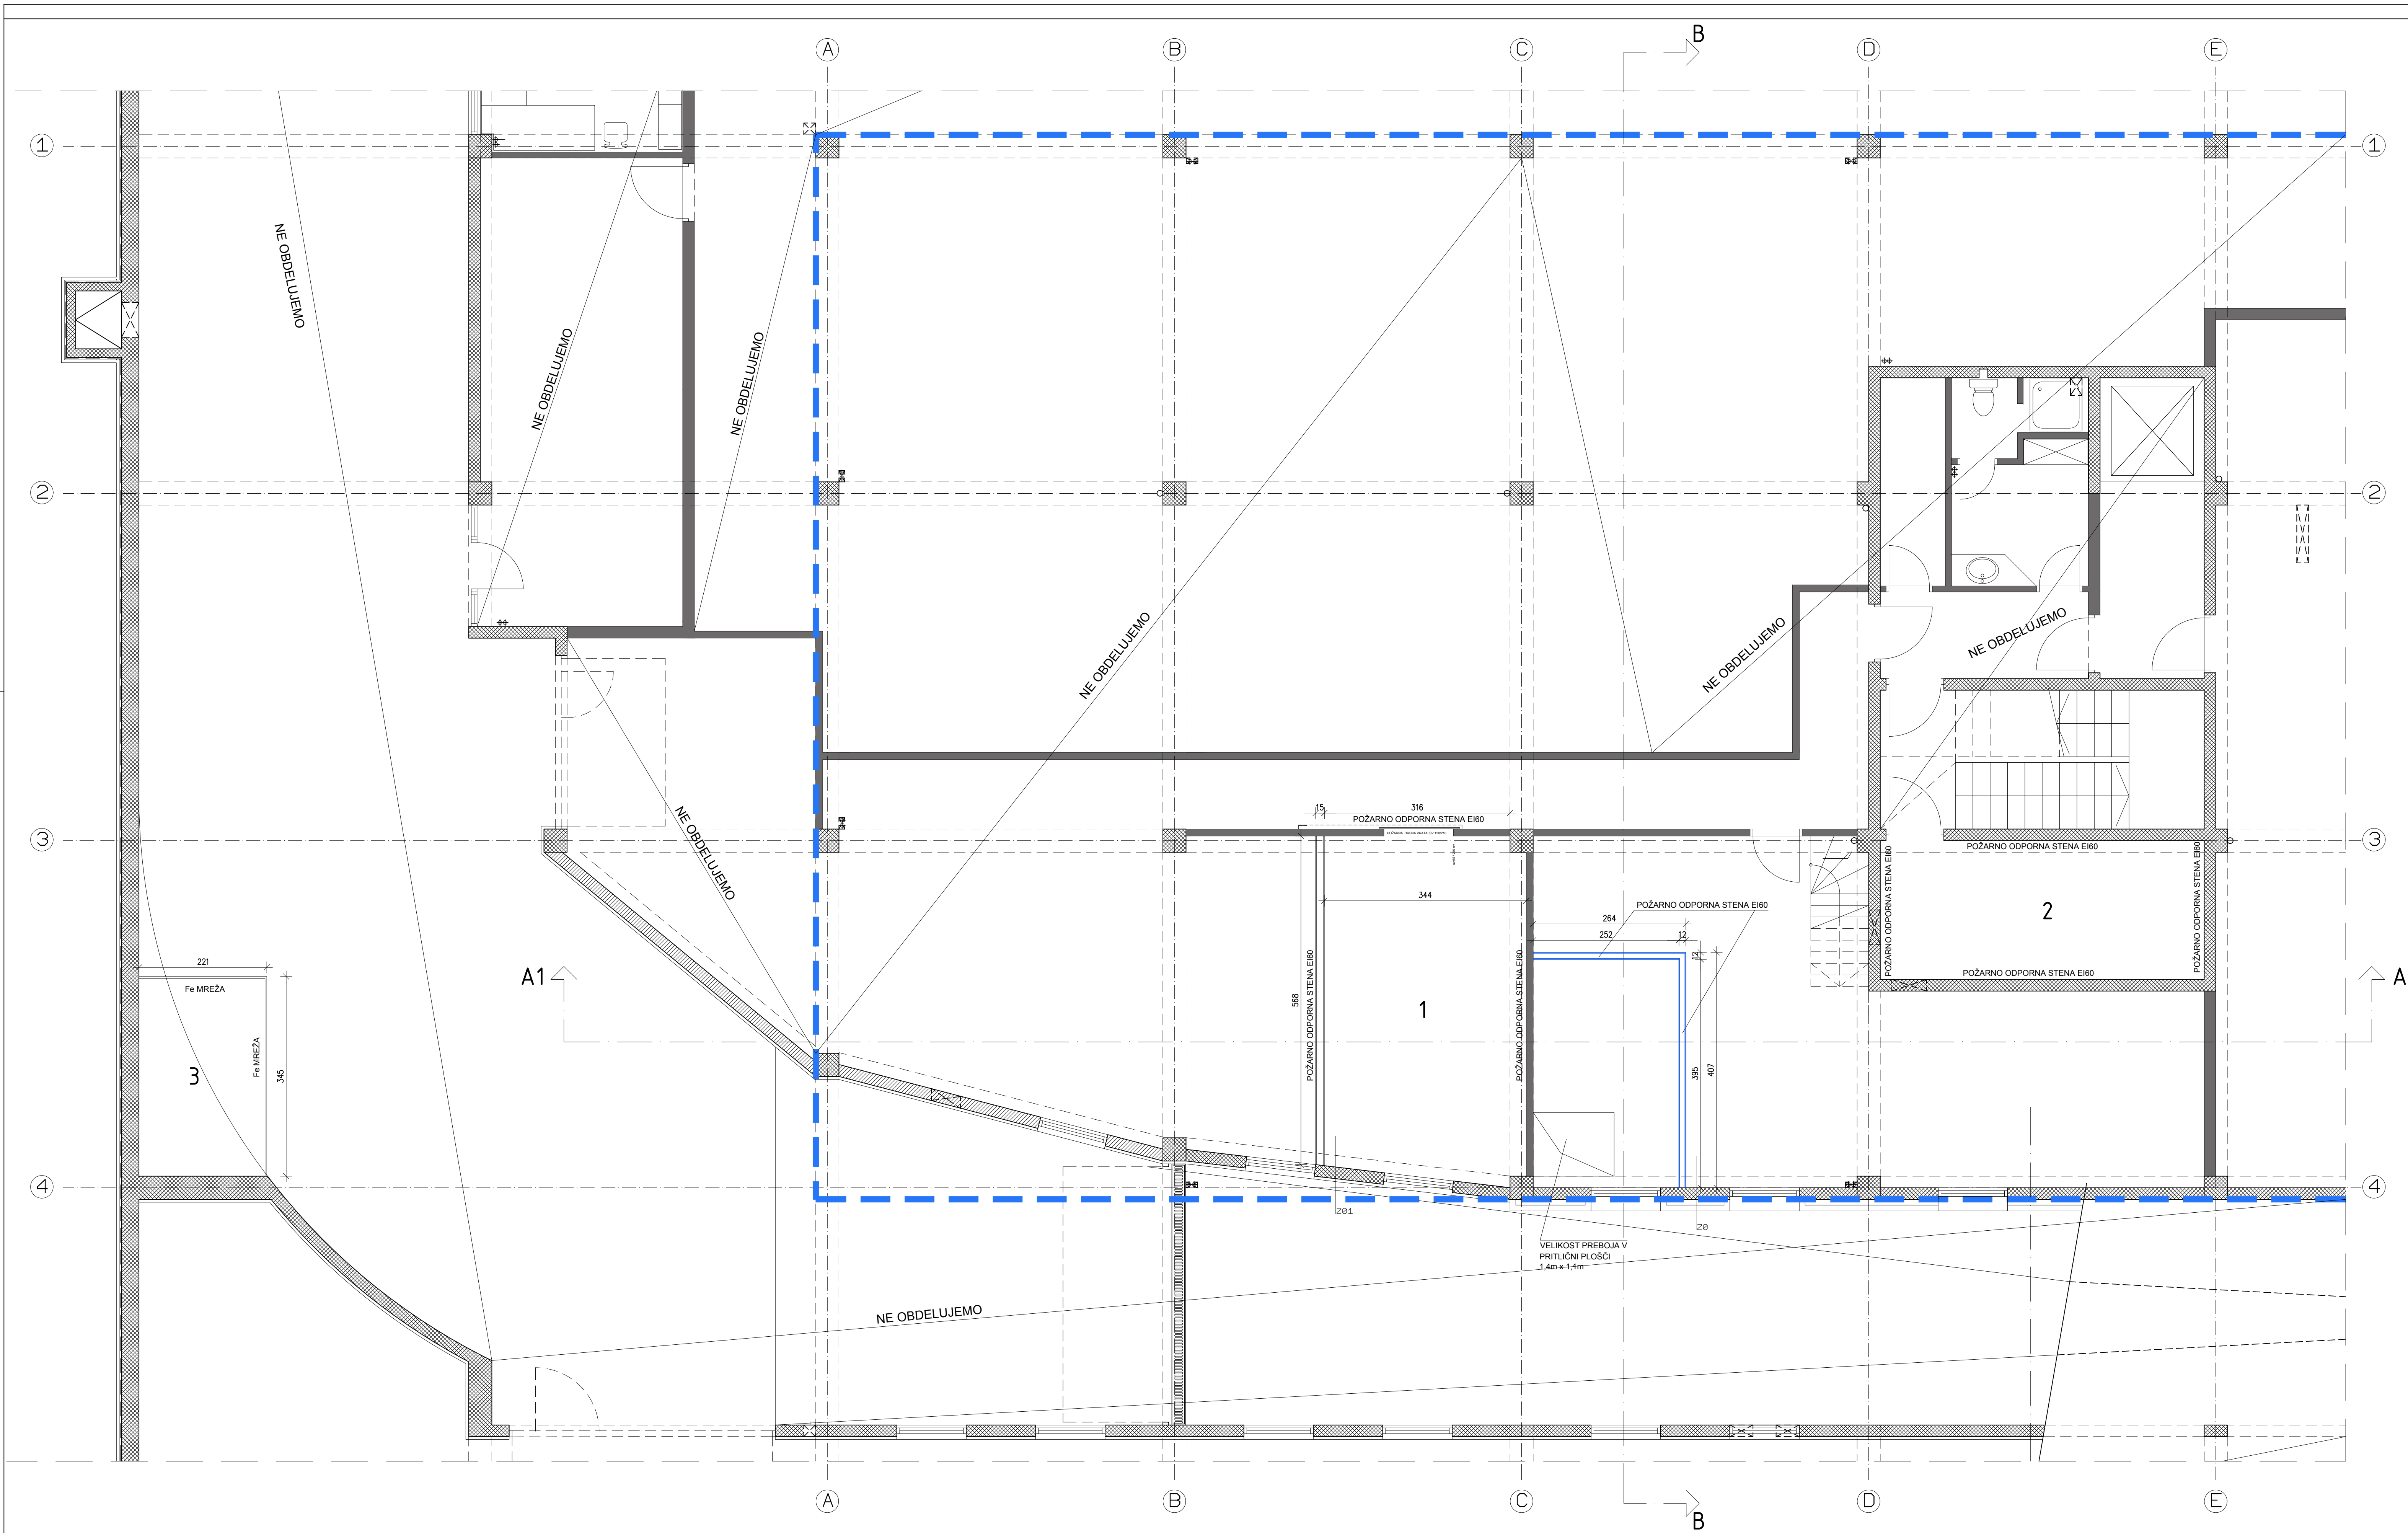 B
A
B
C
D
E
1
1
NE OBDELUJEMO
NE OBDELUJEMO
NE OBDELUJEMO
2
2
NE OBDELUJEMO
NE OBDELUJEMO
NE OBDELUJEMO
NE OBDELUJEMO
15
316
POŽARNO ODPORNA STENA EI60
3
3
POŽARNO ODPORNA STENA EI60
POŽARNO ODPORNA STENA EI60
POŽARNO ODPORNA STENA EI60
344
264
POŽARNO ODPORNA STENA EI60
2
252
12
12
221
Fe MREŽA
Fe MREŽA
345
3
A1
A
568
POŽARNO ODPORNA STENA EI60
1
POŽARNO ODPORNA STENA EI60
POŽARNO ODPORNA STENA EI60
395
407
4
4
Z01
Z0
VELIKOST PREBOJA V
PRITLIČNI PLOŠČI
1,4m x 1,1m
NE OBDELUJEMO
A
B
C
D
E
B